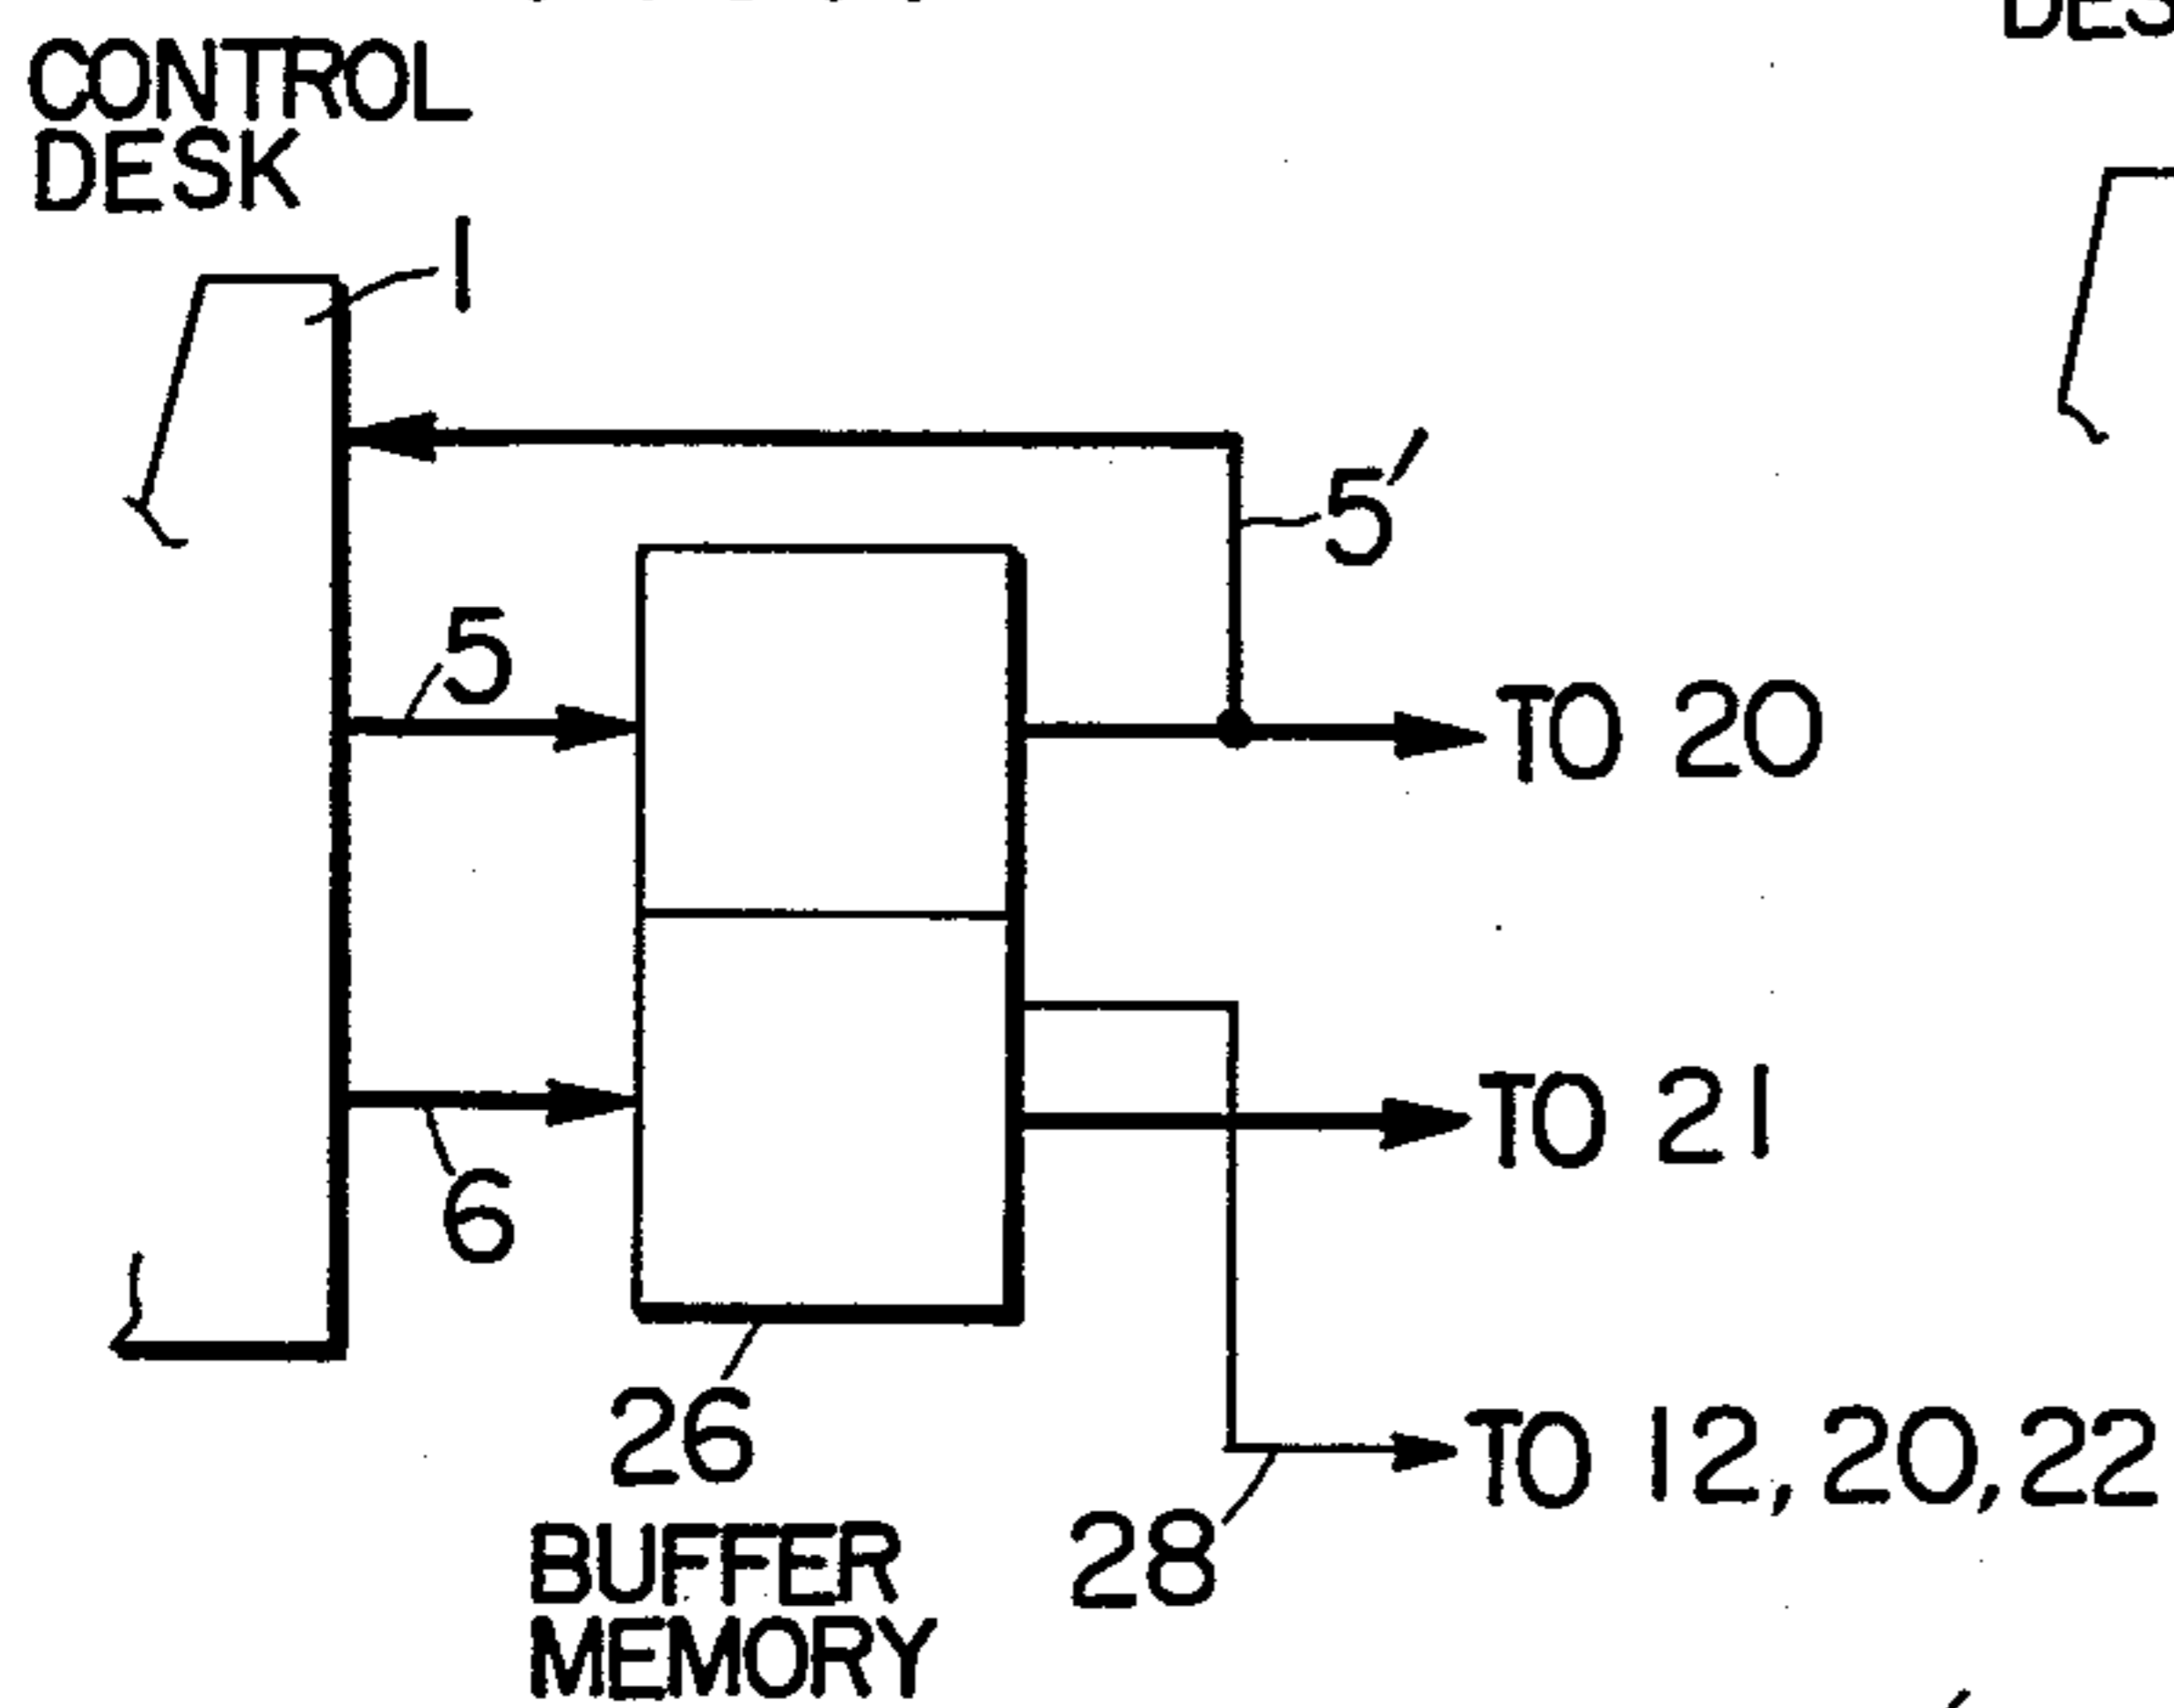 CONTROL
DESK
1
5'
5
TO 20
TO 21
6
26
TO 12, 20, 22
28
BUFFER
MEMORY